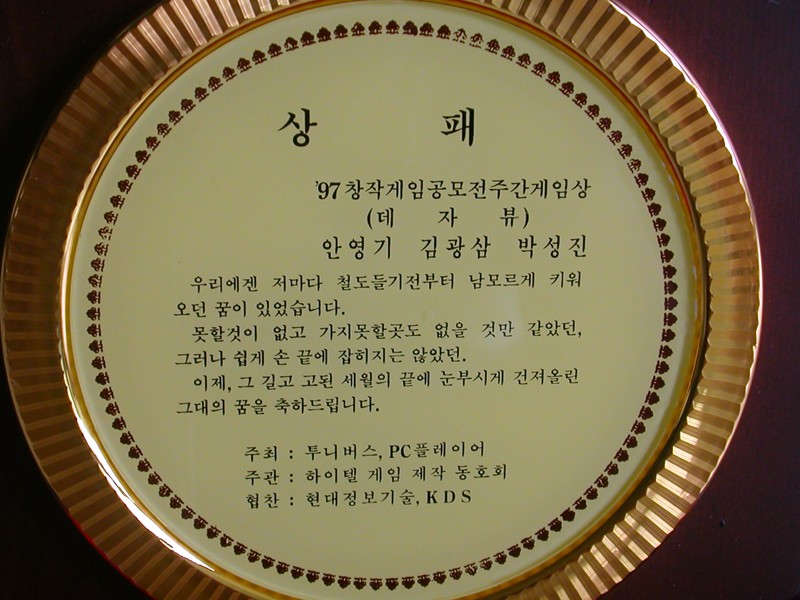 상 패
'97 창작게임공모전주간게임상
(데 자 뷰)
안영기 김광삼 박성진
우리에겐 저마다 철도들기전부터 남모르게 키워
오던 꿈이 있었습니다.
못할것이 없고 가지못할곳도 없을 것만 같았던,
그러나 쉽게 손 끝에 잡히지는 않았던.
이제, 그 길고 고된 세월의 끝에 눈부시게 건져올린
그대의 꿈을 축하드립니다.
주최 : 투니버스, PC플레이어
주관 : 하이텔 게임 제작 동호회
협찬 : 현대정보기술, KDS